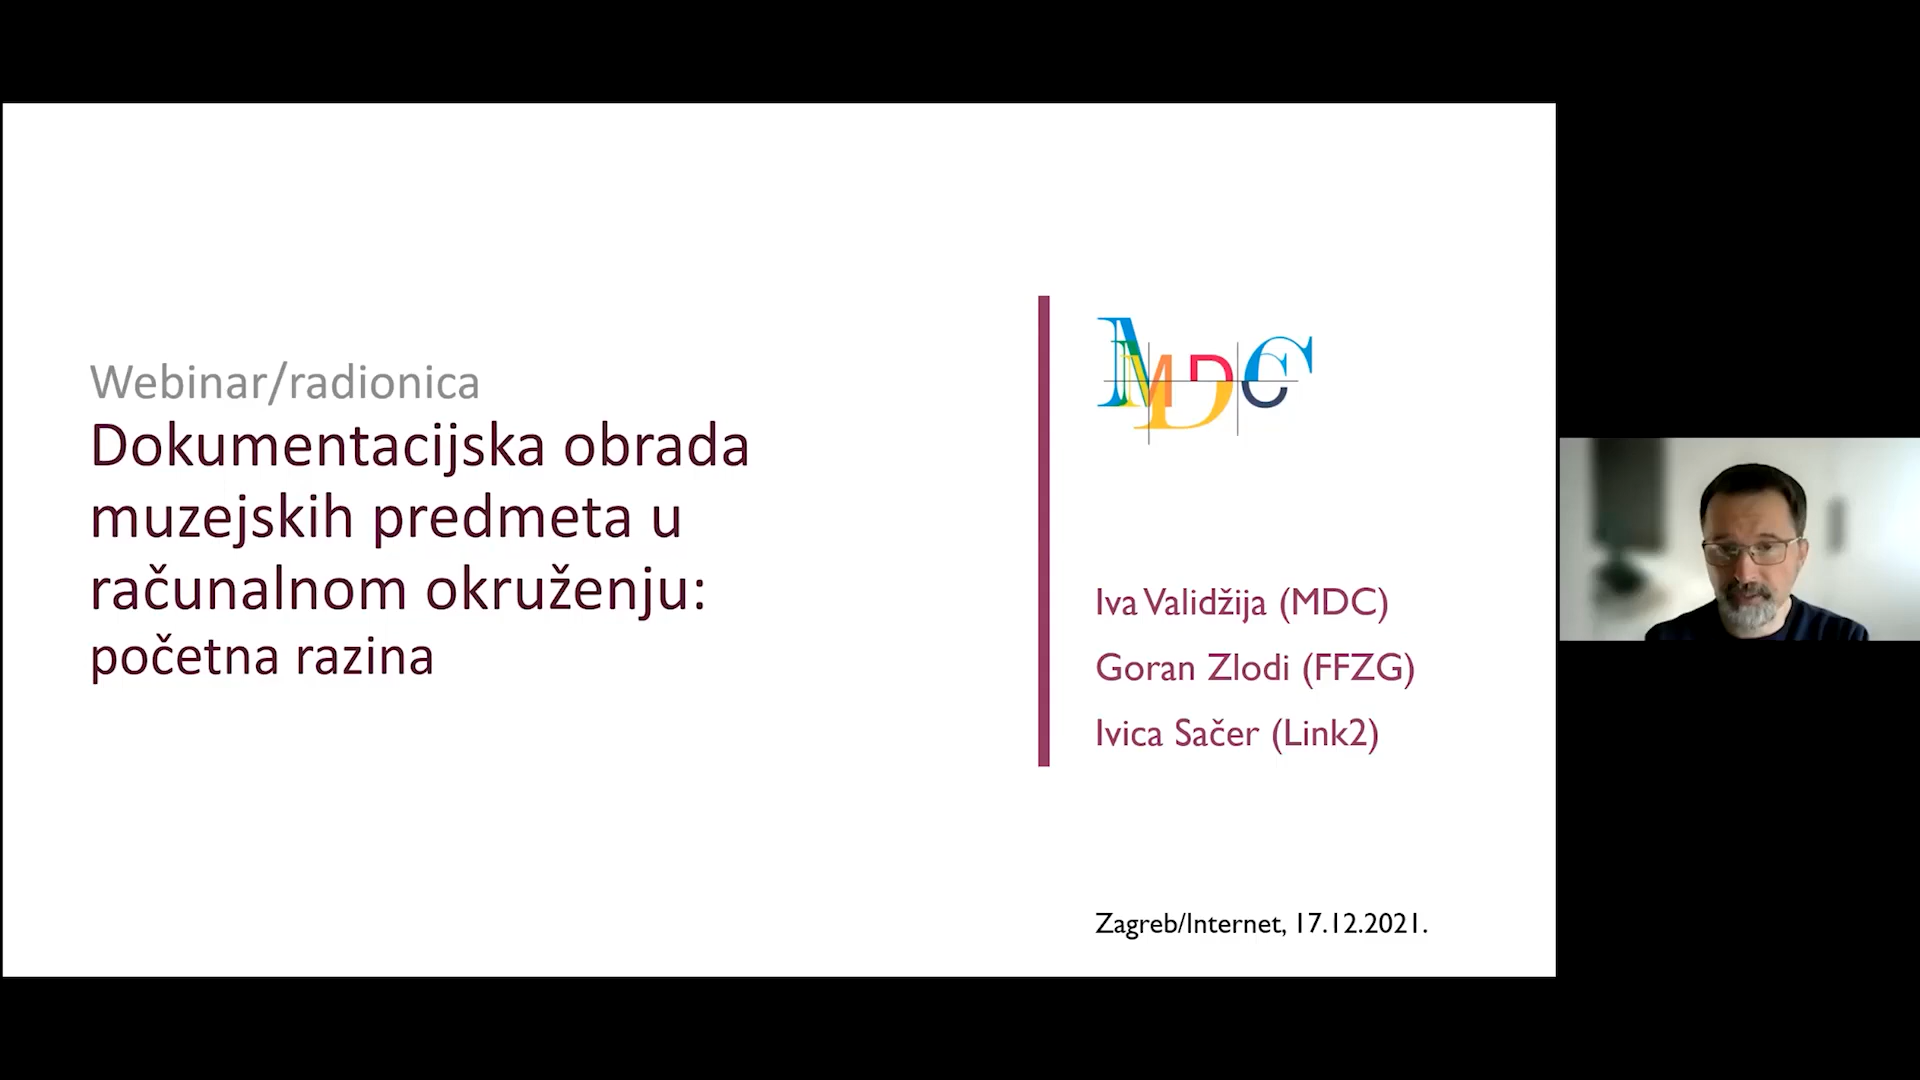 Webinar/radionica
Dokumentacijska obrada
muzejskih predmeta u
računalnom okruženju:
početna razina
MDC
Iva Validžija (MDC)
Goran Zlodi (FFZG)
Ivica Sačer (Link2)
Zagreb/Internet, 17.12.2021.